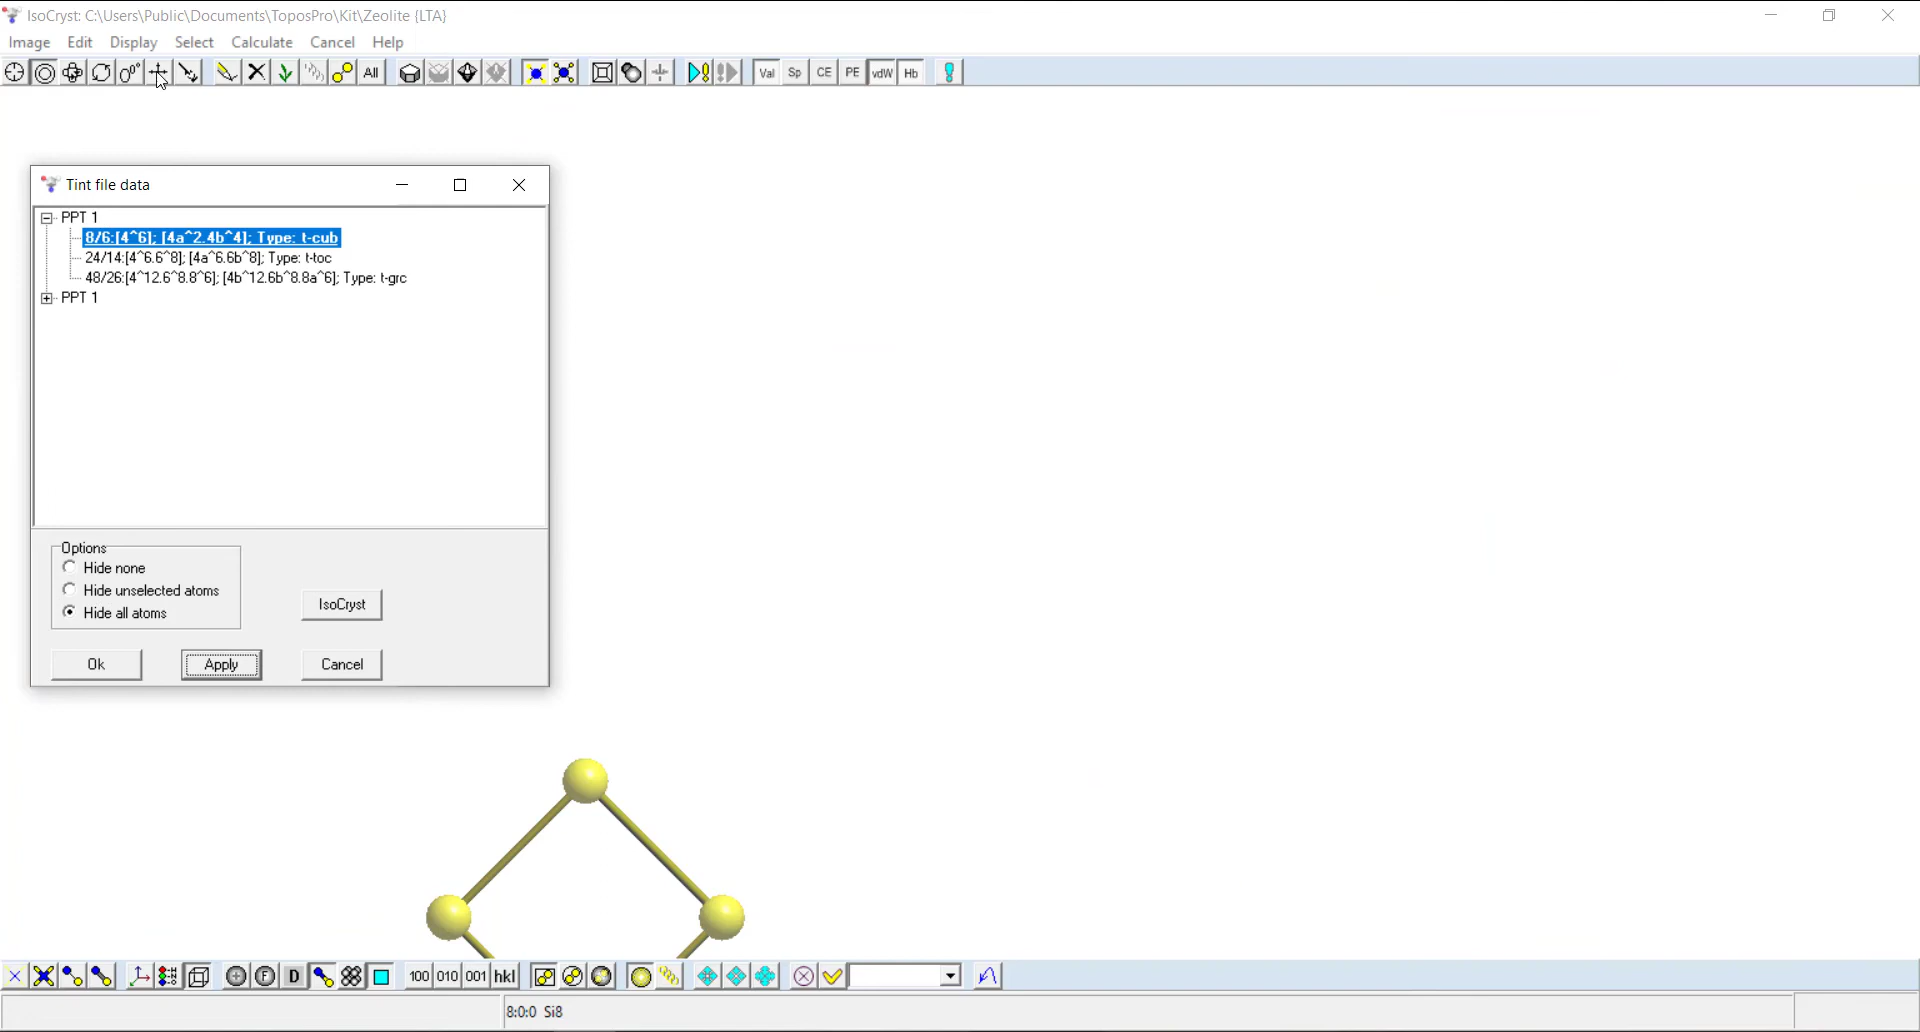 IsoCryst: C:\Users\Public\Documents\ToposPro\Kit\Zeolite {LTA}
Image Edit Display Select Calculate Cancel Help
0° All Val Sp CE PE vdW Hb
Tint file data
PPT 1
8/6:[4^6]; [4a^2.4b^4]; Type: t-cub
24/14:[4^6.6^8]; [4a^6.6b^8]; Type: t-toc
48/26:[4^12.6^8.8^6]; [4b^12.6b^8.8a^6]; Type: t-grc
PPT 1
Options
Hide none
Hide unselected atoms
Hide all atoms
IsoCryst
Ok Apply Cancel
F D 100 010 001 hkl
8:0:0 Si8